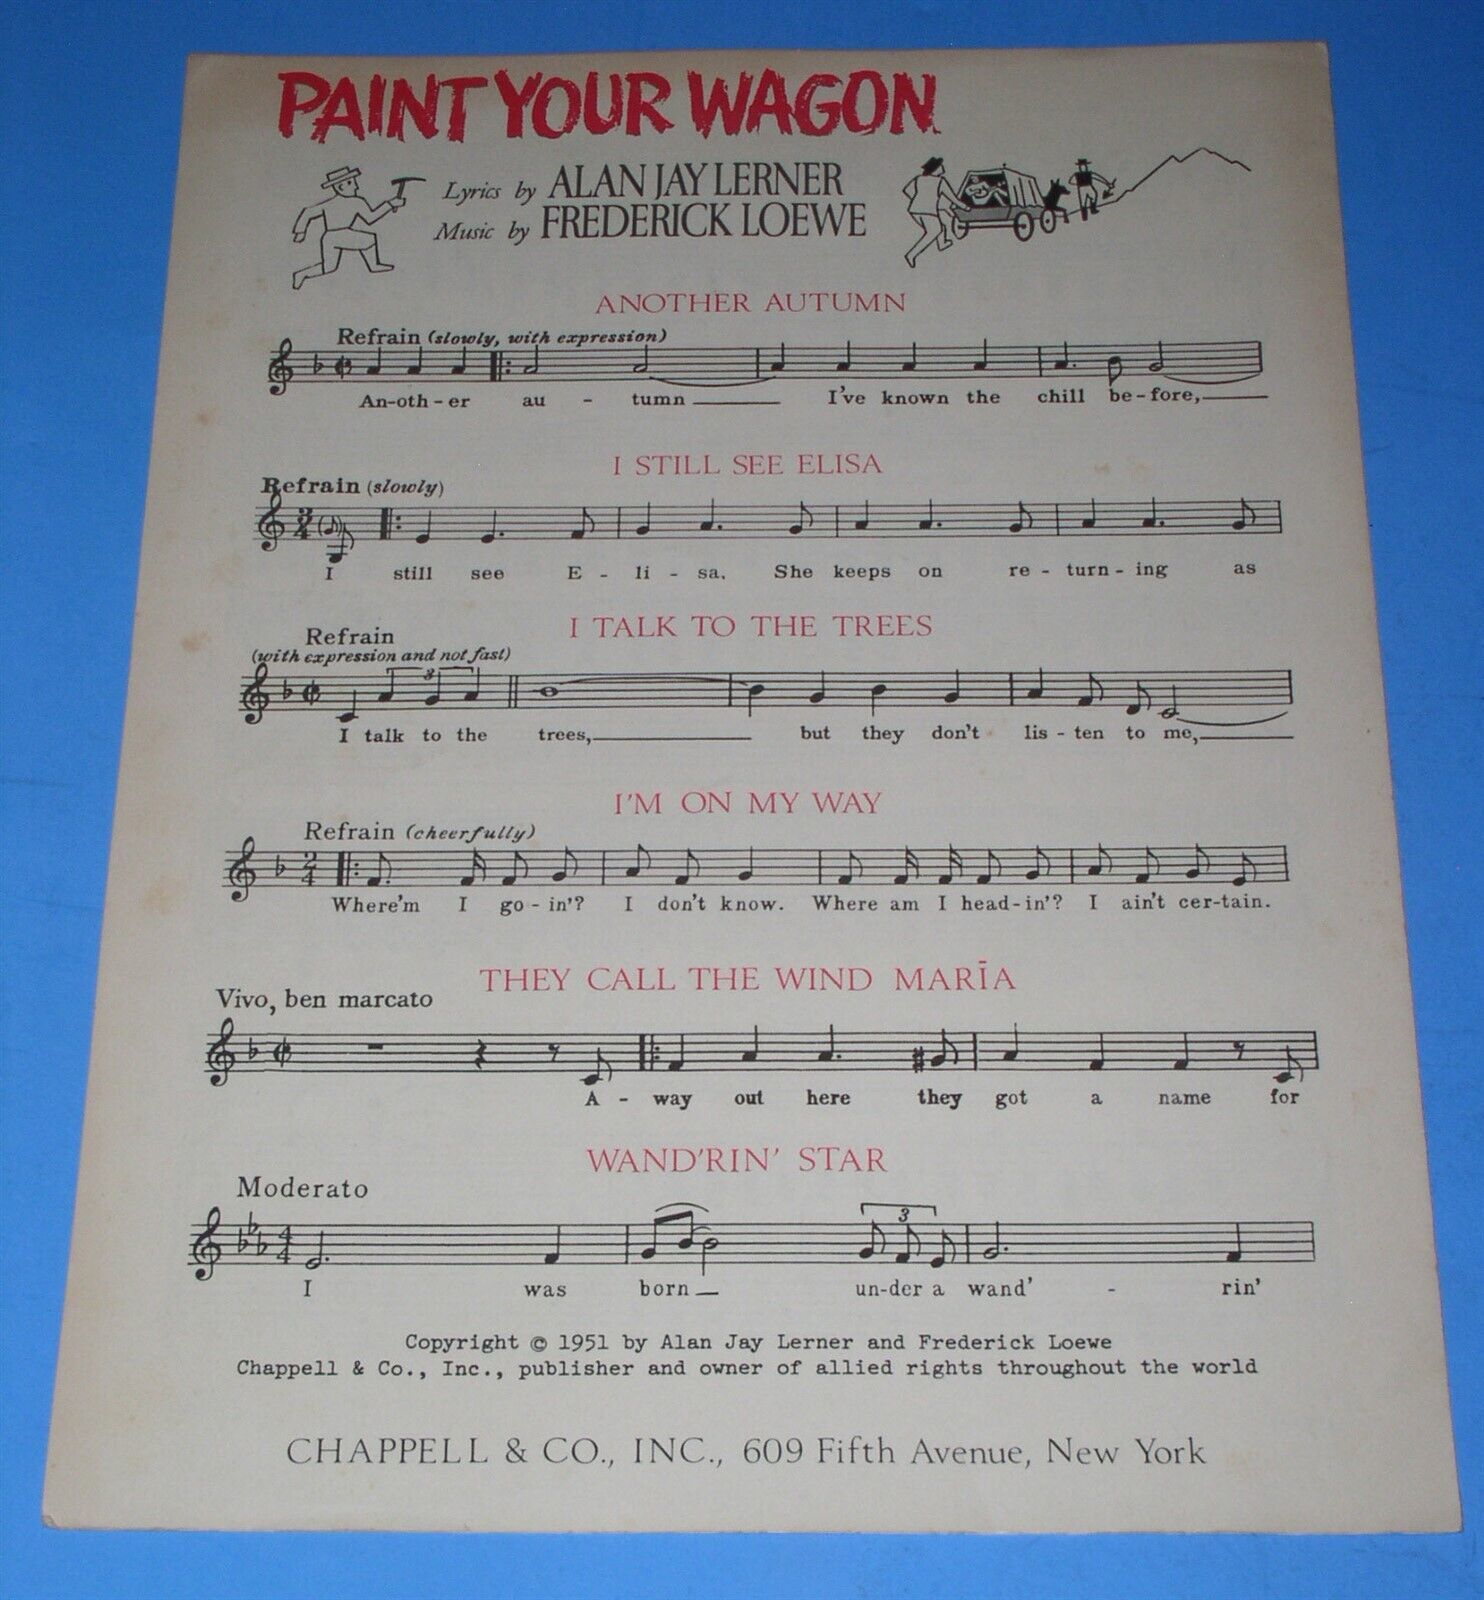 PAINT YOUR WAGON
Lyrics by ALAN JAY LERNER
Music by FREDERICK LOEWE
ANOTHER AUTUMN
Refrain (slowly, with expression)
An-oth-er au - tumn I've known the chill be-fore,
I STILL SEE ELISA
Refrain (slowly)
I still see E - li - sa. She keeps on re - turn - ing as
I TALK TO THE TREES
Refrain
(with expression and not fast)
3
I talk to the trees, but they don't lis - ten to me,
I'M ON MY WAY
Refrain (cheerfully)
Where'm I go - in'? I don't know. Where am I head-in'? I ain't cer-tain.
THEY CALL THE WIND MARĪA
Vivo, ben marcato
A - way out here they got a name for
WAND'RIN' STAR
Moderato
3
I was born un-der a wand' - rin'
Copyright © 1951 by Alan Jay Lerner and Frederick Loewe
Chappell & Co., Inc., publisher and owner of allied rights throughout the world
CHAPPELL & CO., INC., 609 Fifth Avenue, New York